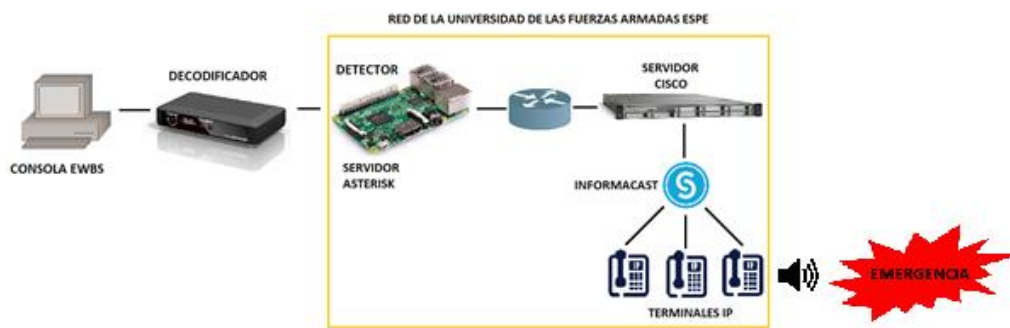 RED DE LA UNIVERSIDAD DE LAS FUERZAS ARMADAS ESPE
DECODIFICADOR
DETECTOR
SERVIDOR
CISCO
CONSOLA EWBS
SERVIDOR
ASTERISK
INFORMACAST
S
EMERGENCIA
TERMINALES IP